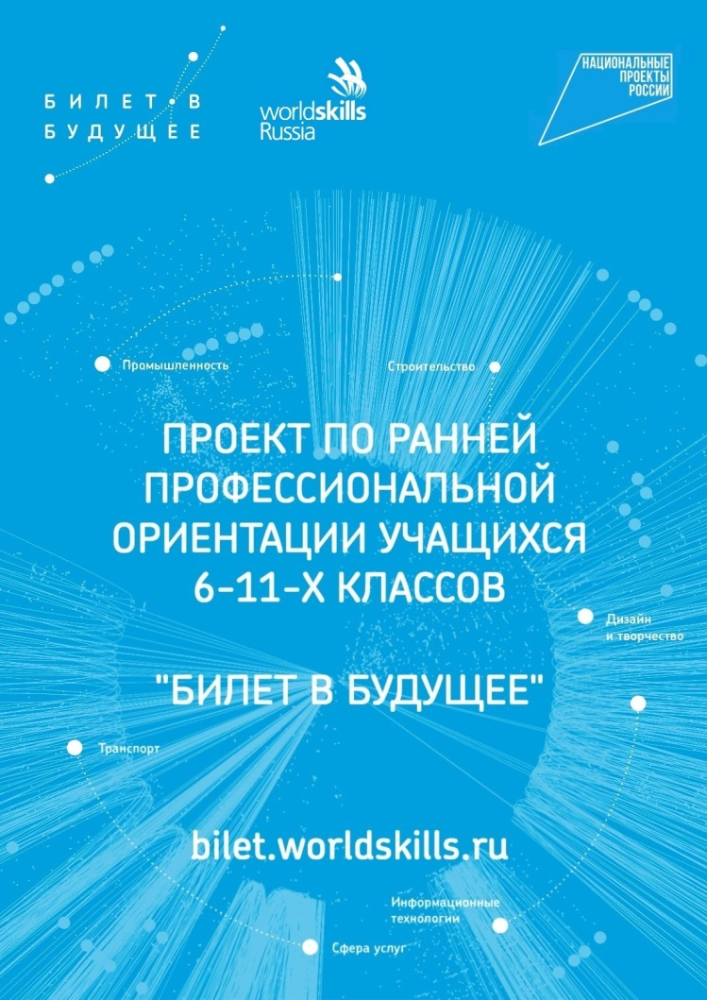 БИЛЕТ В
БУДУЩЕЕ
worldskills
Russia
НАЦИОНАЛЬНЫЕ
ПРОЕКТЫ
РОССИИ
Промышленность
Строительство
ПРОЕКТ ПО РАННЕЙ
ПРОФЕССИОНАЛЬНОЙ
ОРИЕНТАЦИИ УЧАЩИХСЯ
6-11-Х КЛАССОВ
Дизайн
и творчество
"БИЛЕТ В БУДУЩЕЕ"
Транспорт
bilet.worldskills.ru
Информационные
технологии
Сфера услуг